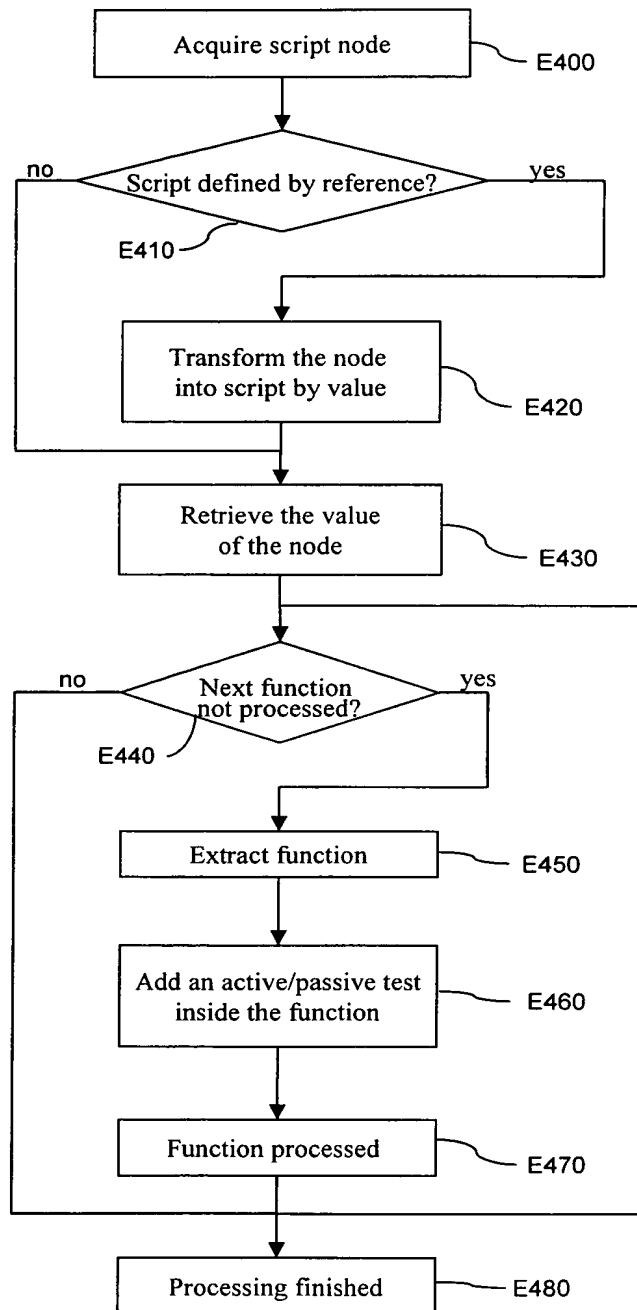 Acquire script node
E400
no
Script defined by reference?
yes
E410
Transform the node
into script by value
E420
Retrieve the value
of the node
E430
no
Next function
not processed?
yes
E440
Extract function
E450
Add an active/passive test
inside the function
E460
Function processed
E470
Processing finished
E480